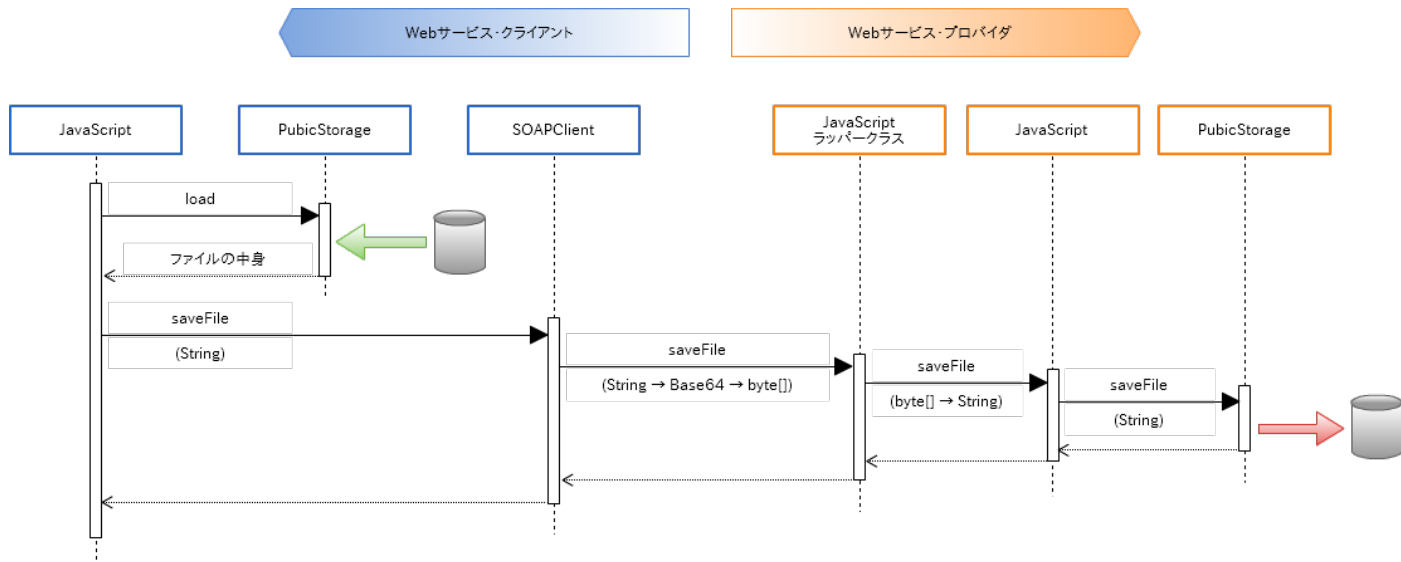 Webサービス・クライアント
Webサービス・プロバイダ
JavaScript
PubicStorage
SOAPClient
JavaScript
ラッパークラス
JavaScript
PubicStorage
load
ファイルの中身
saveFile
(String)
saveFile
(String → Base64 → byte[])
saveFile
(byte[] → String)
saveFile
(String)